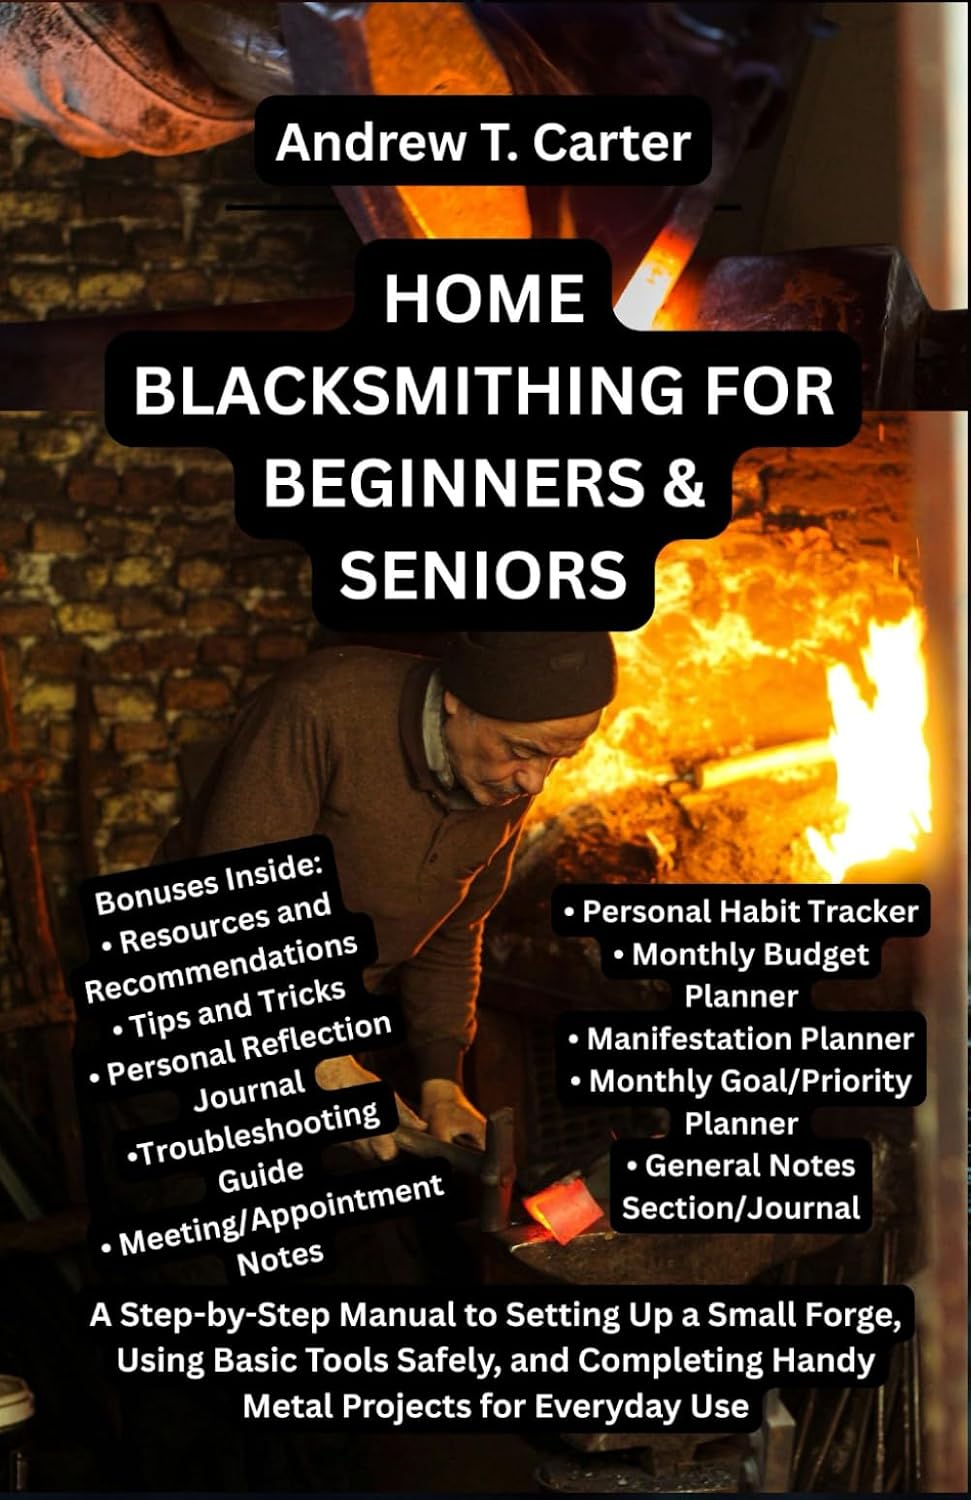 Andrew T. Carter
HOME
BLACKSMITHING FOR
BEGINNERS &
SENIORS
Bonuses Inside:
• Resources and
Recommendations
• Tips and Tricks
• Personal Reflection
Journal
•Troubleshooting
Guide
• Meeting/Appointment
Notes
• Personal Habit Tracker
• Monthly Budget
Planner
• Manifestation Planner
• Monthly Goal/Priority
Planner
• General Notes
Section/Journal
A Step-by-Step Manual to Setting Up a Small Forge,
Using Basic Tools Safely, and Completing Handy
Metal Projects for Everyday Use